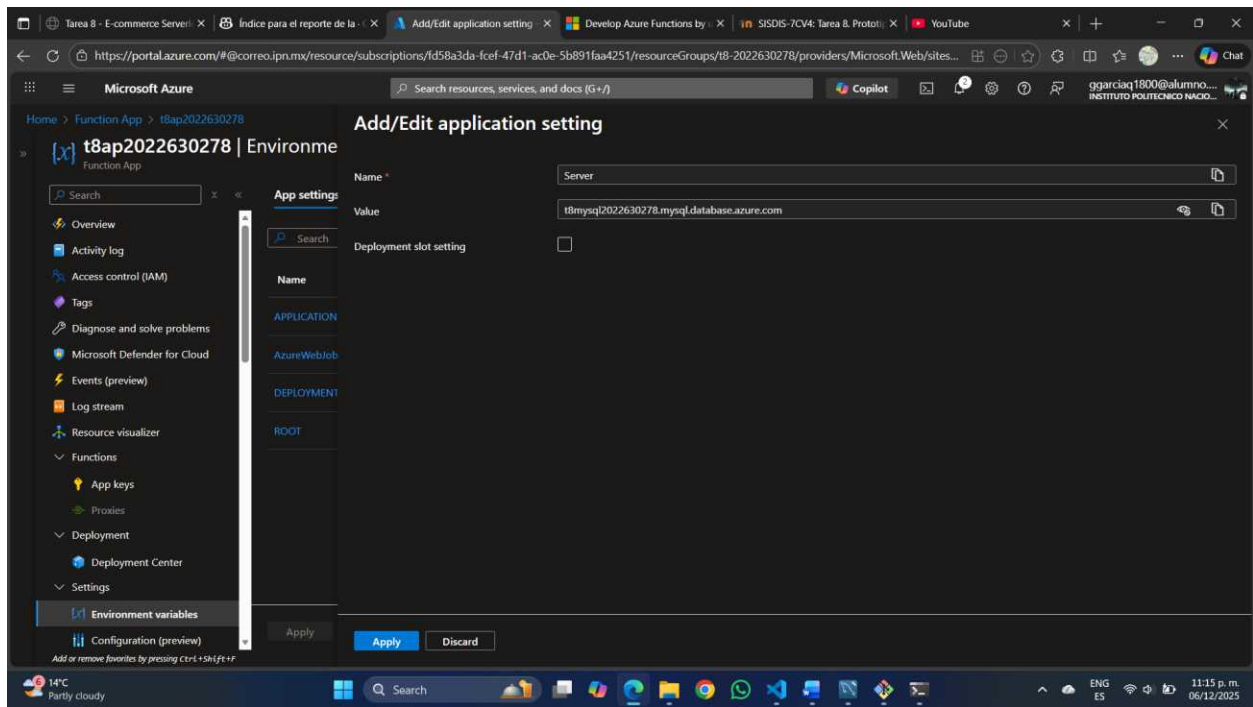 Tarea 8 - E-commerce Serverl
Índice para el reporte de la - C
Add/Edit application setting -
Develop Azure Functions by u
SISDIS-7CV4: Tarea 8. Prototip
YouTube
https://portal.azure.com/#@correo.ipn.mx/resource/subscriptions/fd58a3da-fcef-47d1-ac0e-5b891faa4251/resourceGroups/t8-2022630278/providers/Microsoft.Web/sites...
Chat
Microsoft Azure
Search resources, services, and docs (G+/)
Copilot
ggarciaq1800@alumno....
INSTITUTO POLITECNICO NACIO...
Home > Function App > t8ap2022630278
t8ap2022630278 | Environme
Function App
Search
Overview
Activity log
Access control (IAM)
Tags
Diagnose and solve problems
Microsoft Defender for Cloud
Events (preview)
Log stream
Resource visualizer
Functions
App keys
Proxies
Deployment
Deployment Center
Settings
Environment variables
Configuration (preview)
Add or remove favorites by pressing Ctrl+Shift+F
App settings
Search
Name
APPLICATION
AzureWebJob
DEPLOYMENT
ROOT
Apply
Add/Edit application setting
Name *
Server
Value
t8mysql2022630278.mysql.database.azure.com
Deployment slot setting
Apply
Discard
6
14°C
Partly cloudy
Search
ENG
ES
11:15 p. m.
06/12/2025